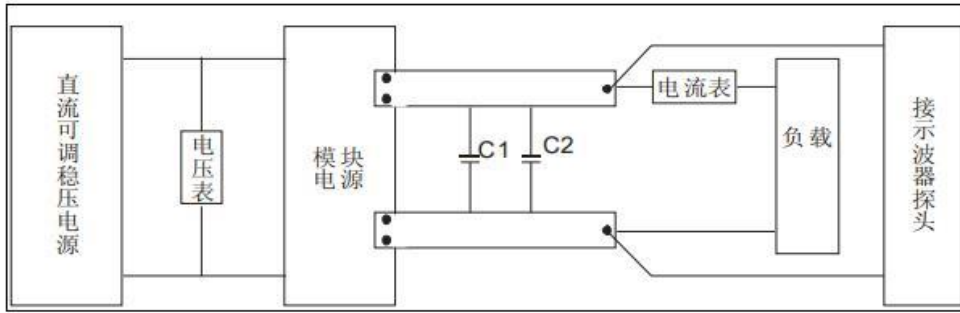 直流可调稳压电源
电压表
模块
电源
C1
C2
电流表
负载
接示波器探头